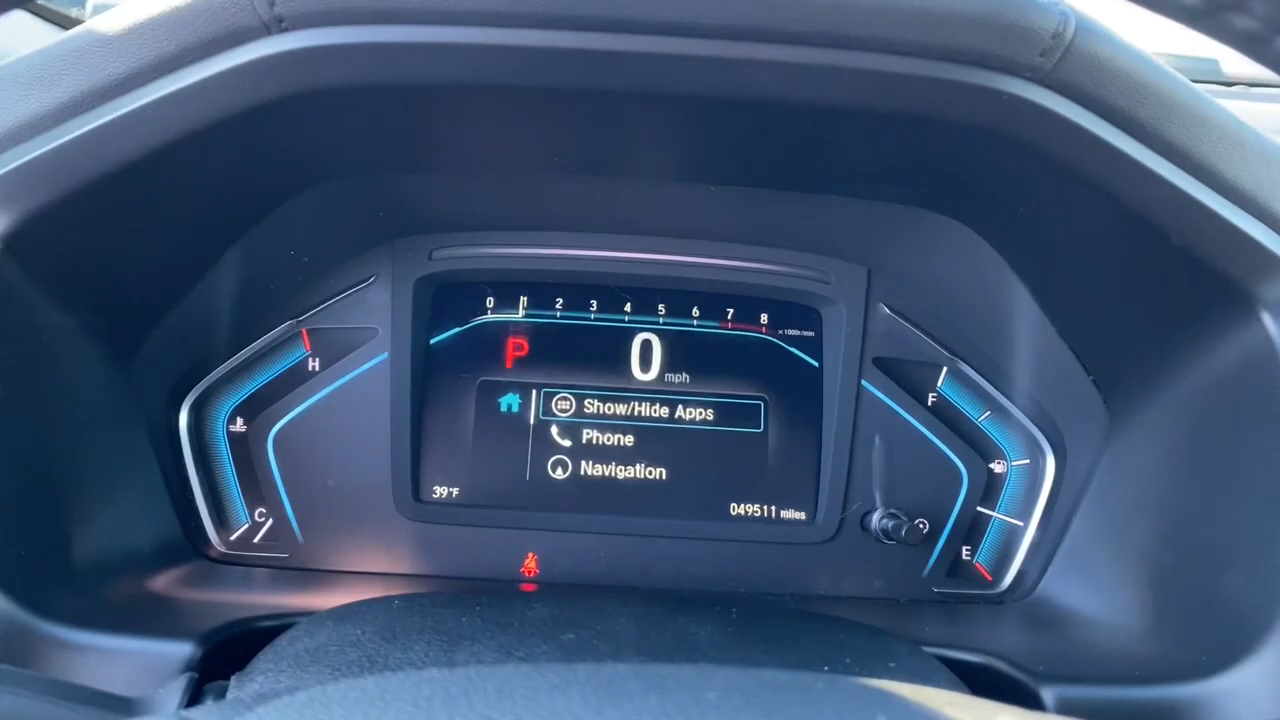 0 1 2 3 4 5 6 7 8
×1000r/min
P 0 mph
H
F
Show/Hide Apps
Phone
Navigation
39°F
049511 miles
C
E